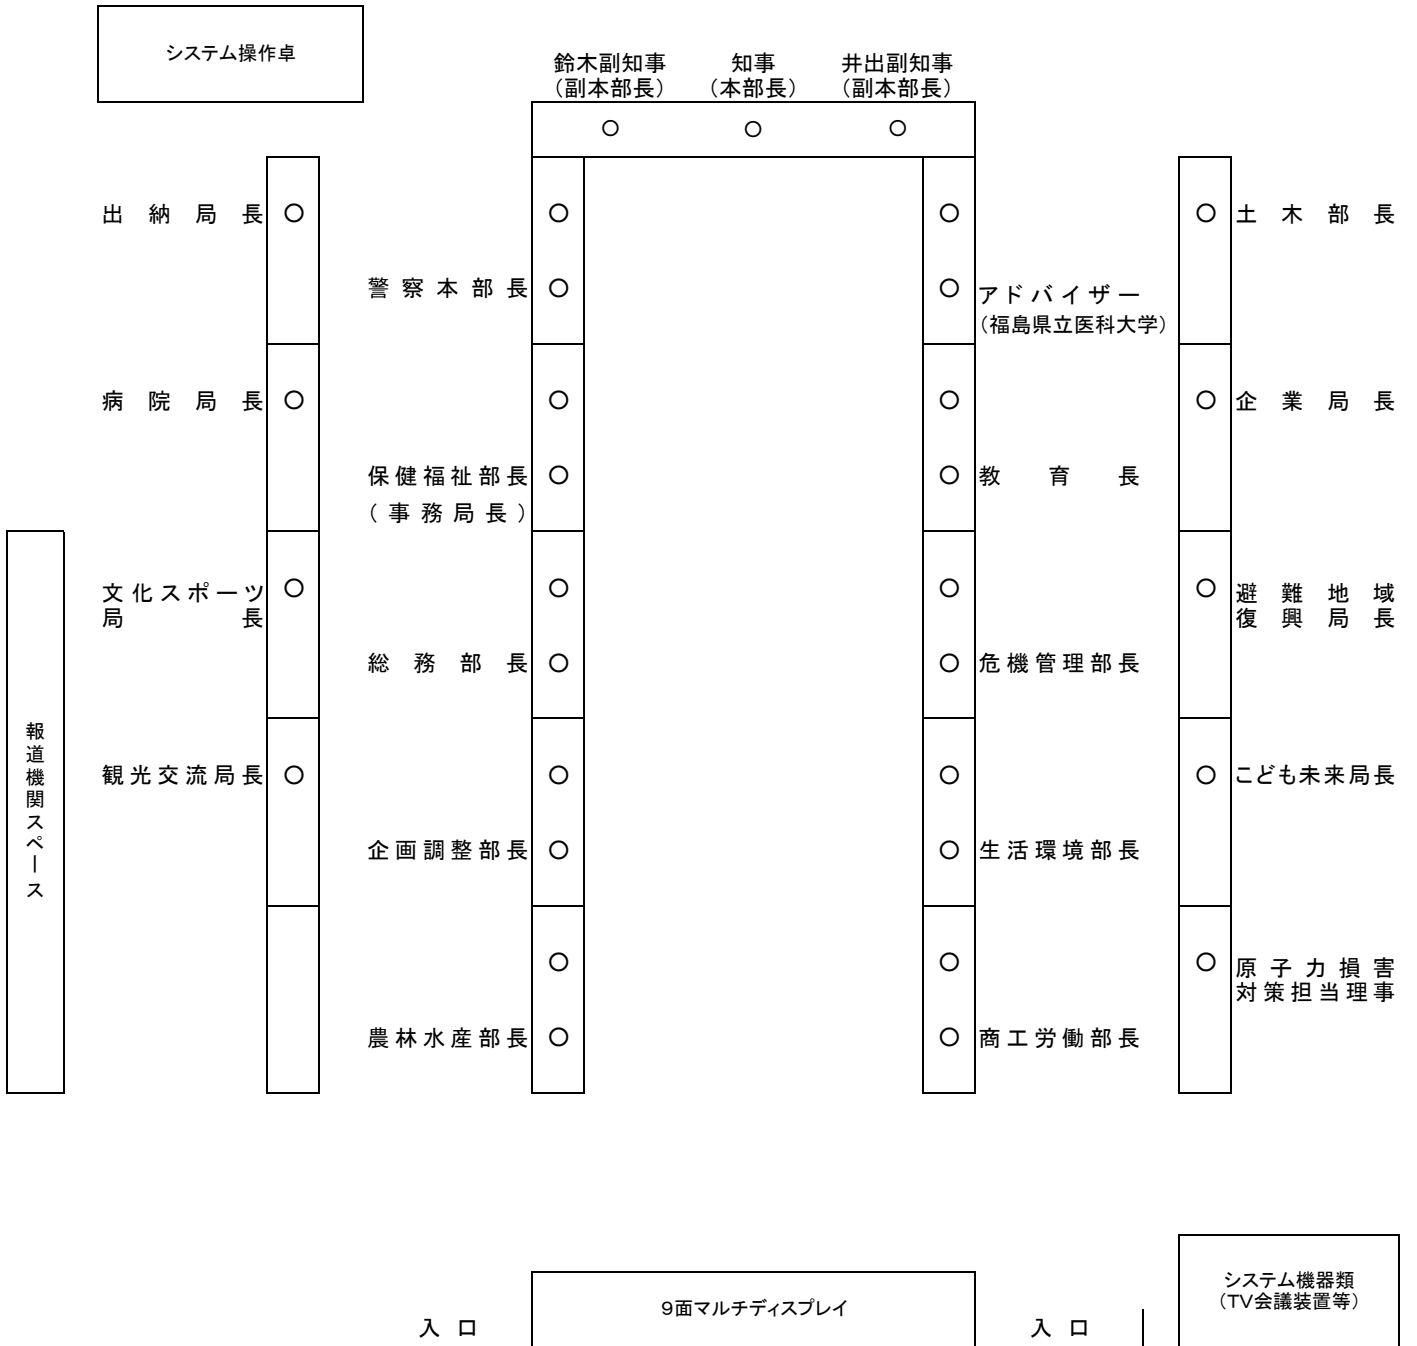 システム操作卓
鈴木副知事
（副本部長）
知事
（本部長）
井出副知事
（副本部長）
出納局長
土木部長
警察本部長
アドバイザー
（福島県立医科大学）
病院局長
企業局長
保健福祉部長
（事務局長）
教育長
文化スポーツ
局長
避難地域
復興局長
総務部長
危機管理部長
報道機関スペース
観光交流局長
こども未来局長
企画調整部長
生活環境部長
原子力損害
対策担当理事
農林水産部長
商工労働部長
システム機器類
（TV会議装置等）
9面マルチディスプレイ
入口
入口